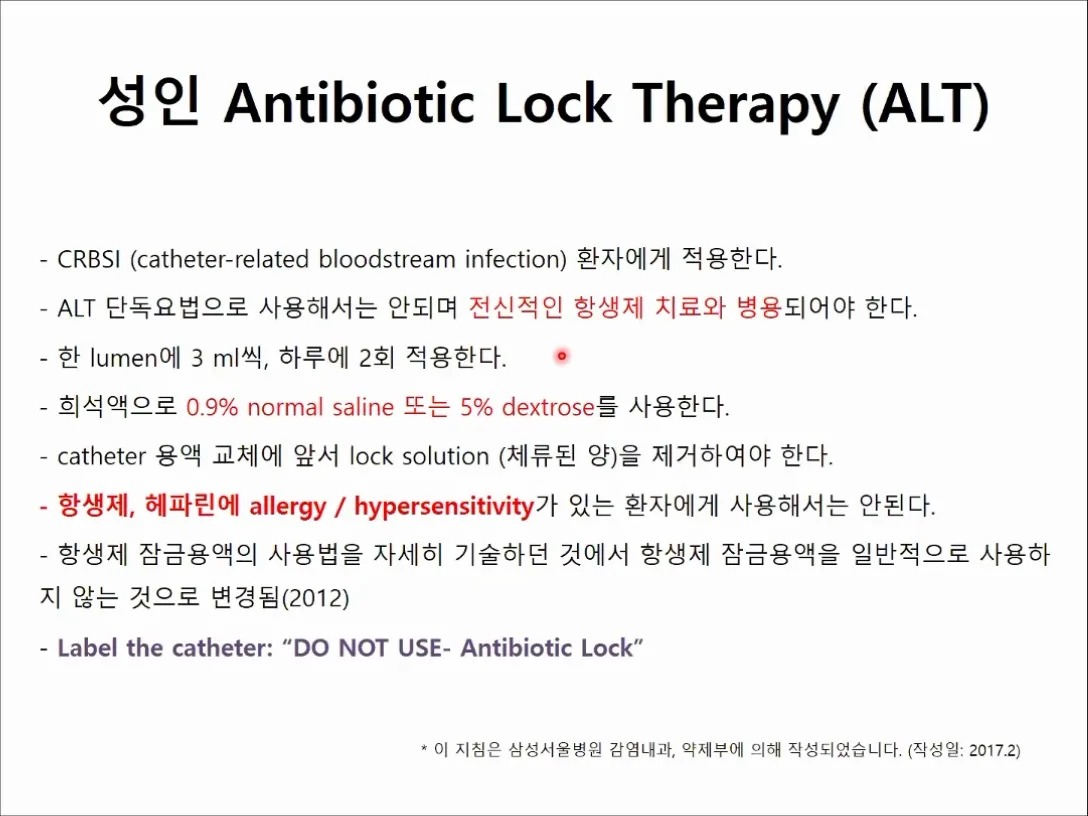 성인 Antibiotic Lock Therapy (ALT)
- CRBSI (catheter-related bloodstream infection) 환자에게 적용한다.
- ALT 단독요법으로 사용해서는 안되며 전신적인 항생제 치료와 병용되어야 한다.
- 한 lumen에 3 ml씩, 하루에 2회 적용한다.
- 희석액으로 0.9% normal saline 또는 5% dextrose를 사용한다.
- catheter 용액 교체에 앞서 lock solution (체류된 양)을 제거하여야 한다.
- 항생제, 헤파린에 allergy / hypersensitivity가 있는 환자에게 사용해서는 안된다.
- 항생제 잠금용액의 사용법을 자세히 기술하던 것에서 항생제 잠금용액을 일반적으로 사용하
지 않는 것으로 변경됨(2012)
- Label the catheter: “DO NOT USE- Antibiotic Lock”
* 이 지침은 삼성서울병원 감염내과, 약제부에 의해 작성되었습니다. (작성일: 2017.2)